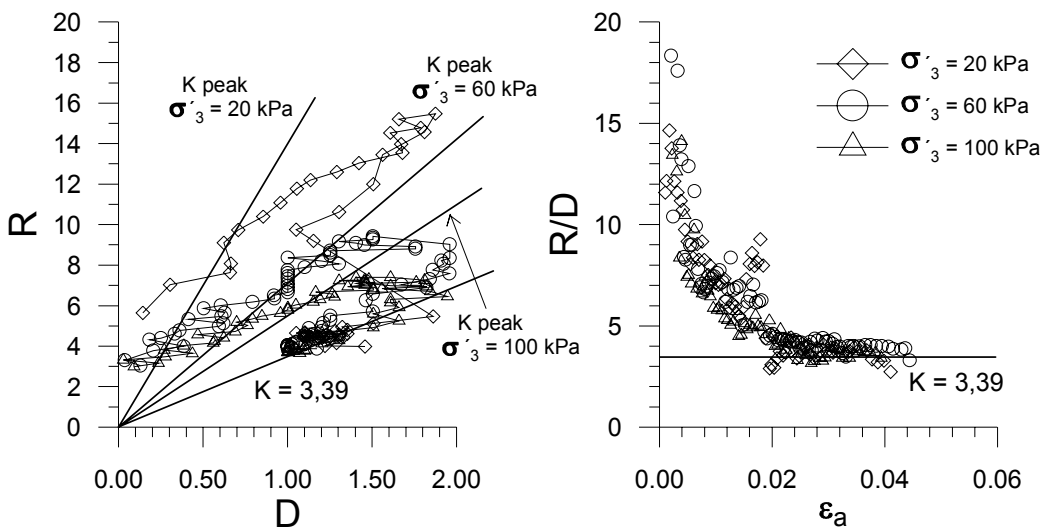 20
18
16
14
12
10
8
6
4
2
0
R
0.00
0.50
1.00
1.50
2.00
D
K peak
σ´3 = 20 kPa
K peak
σ´3 = 60 kPa
K peak
σ´3 = 100 kPa
K = 3,39
20
15
10
5
0
R/D
0.00
0.02
0.04
0.06
εa
σ´3 = 20 kPa
σ´3 = 60 kPa
σ´3 = 100 kPa
K = 3,39